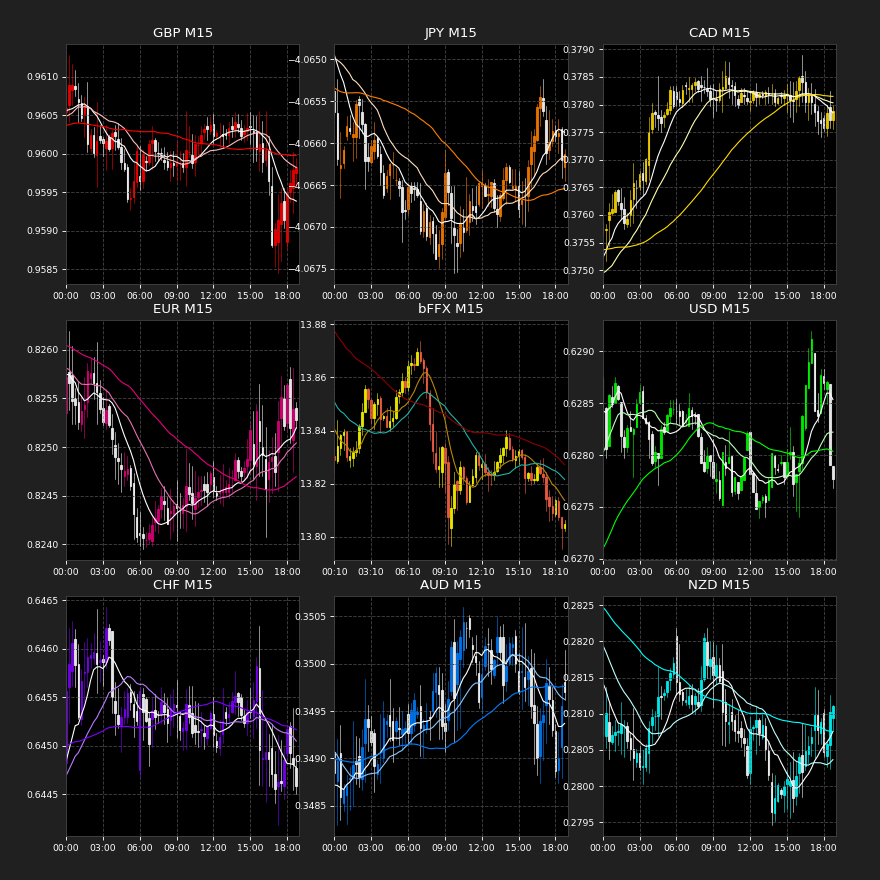 GBP M15
JPY M15
CAD M15
0.9610
0.9605
0.9600
0.9595
0.9590
0.9585
−4.0650
−4.0655
−4.0660
−4.0665
−4.0670
−4.0675
0.3790
0.3785
0.3780
0.3775
0.3770
0.3765
0.3760
0.3755
0.3750
00:00 03:00 06:00 09:00 12:00 15:00 18:00
00:00 03:00 06:00 09:00 12:00 15:00 18:00
00:00 03:00 06:00 09:00 12:00 15:00 18:00
EUR M15
bFFX M15
USD M15
0.8260
0.8255
0.8250
0.8245
0.8240
13.88
13.86
13.84
13.82
13.80
0.6290
0.6285
0.6280
0.6275
0.6270
00:00 03:00 06:00 09:00 12:00 15:00 18:00
00:10 03:10 06:10 09:10 12:10 15:10 18:10
00:00 03:00 06:00 09:00 12:00 15:00 18:00
CHF M15
AUD M15
NZD M15
0.6465
0.6460
0.6455
0.6450
0.6445
0.3505
0.3500
0.3495
0.3490
0.3485
0.2825
0.2820
0.2815
0.2810
0.2805
0.2800
0.2795
00:00 03:00 06:00 09:00 12:00 15:00 18:00
00:00 03:00 06:00 09:00 12:00 15:00 18:00
00:00 03:00 06:00 09:00 12:00 15:00 18:00